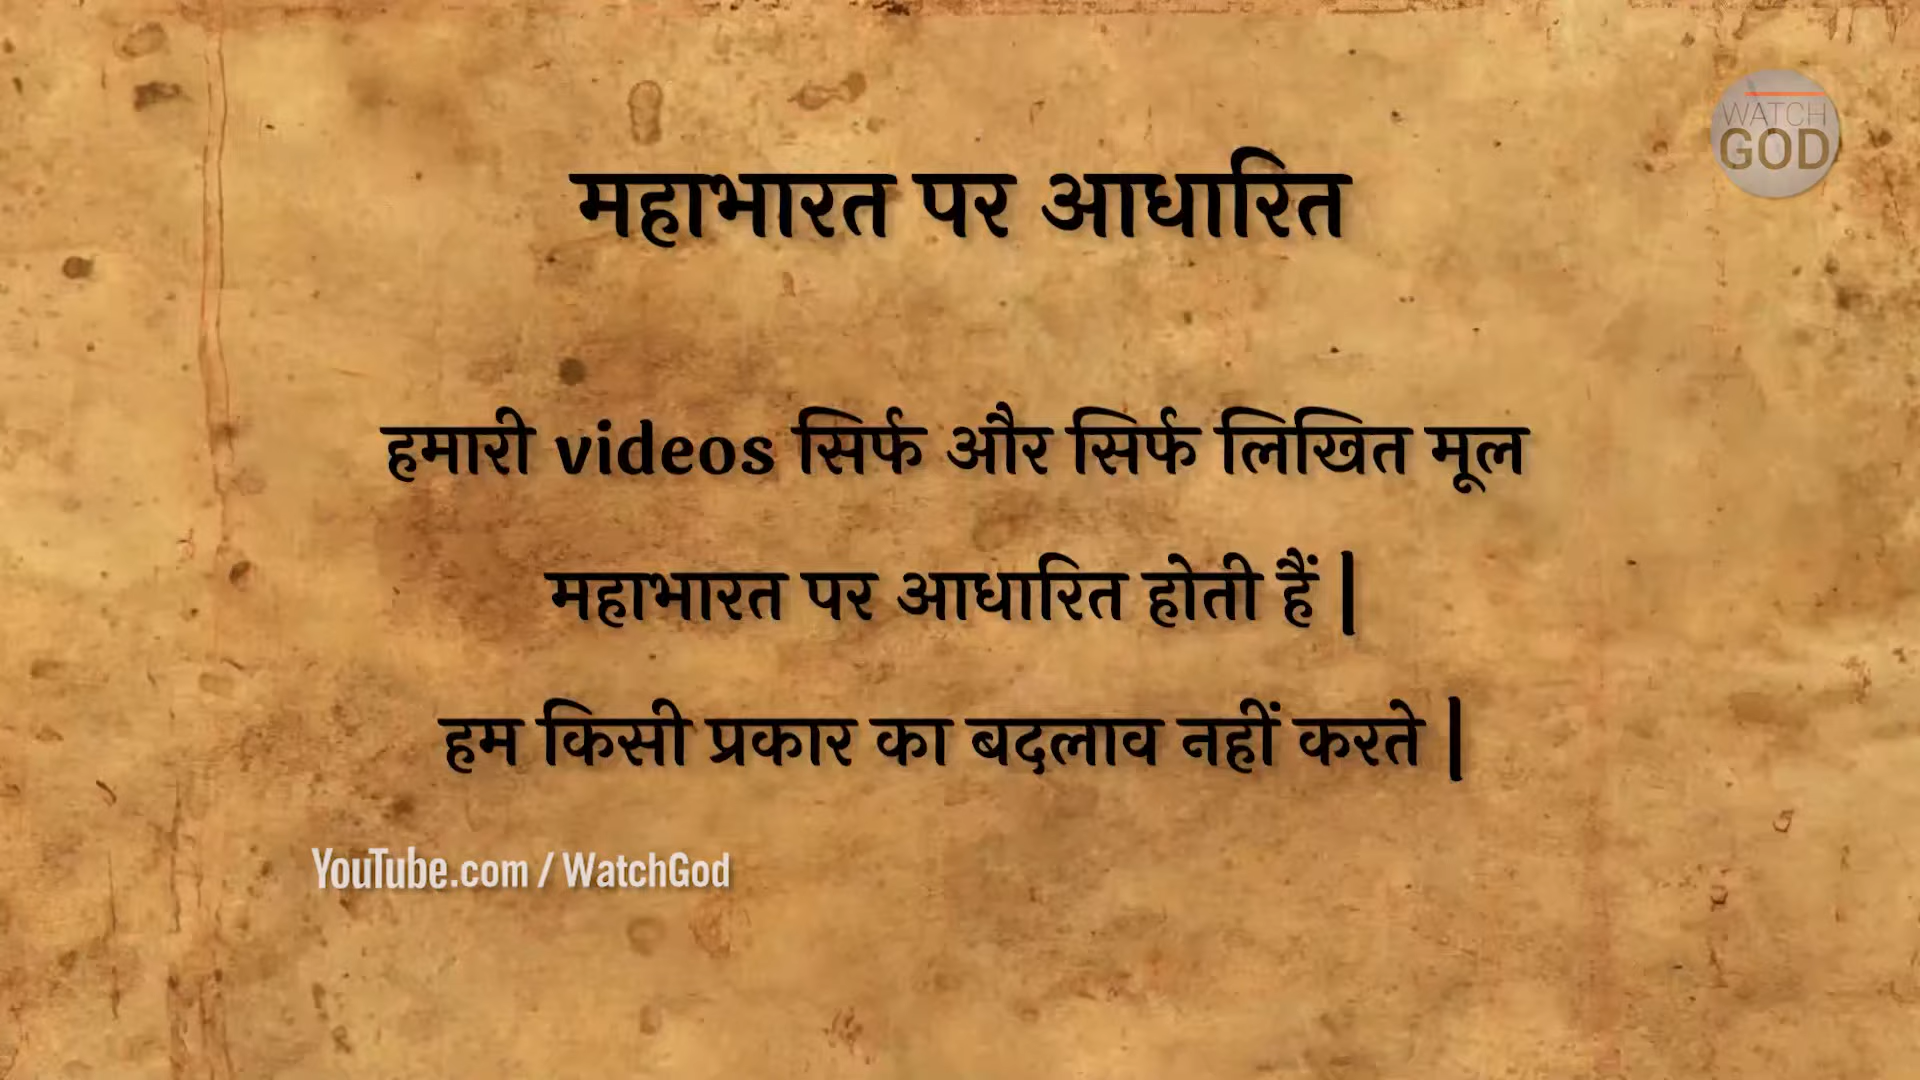 WATCH
GOD
महाभारत पर आधारित
हमारी videos सिर्फ और सिर्फ लिखित मूल
महाभारत पर आधारित होती हैं |
हम किसी प्रकार का बदलाव नहीं करते |
YouTube.com / WatchGod